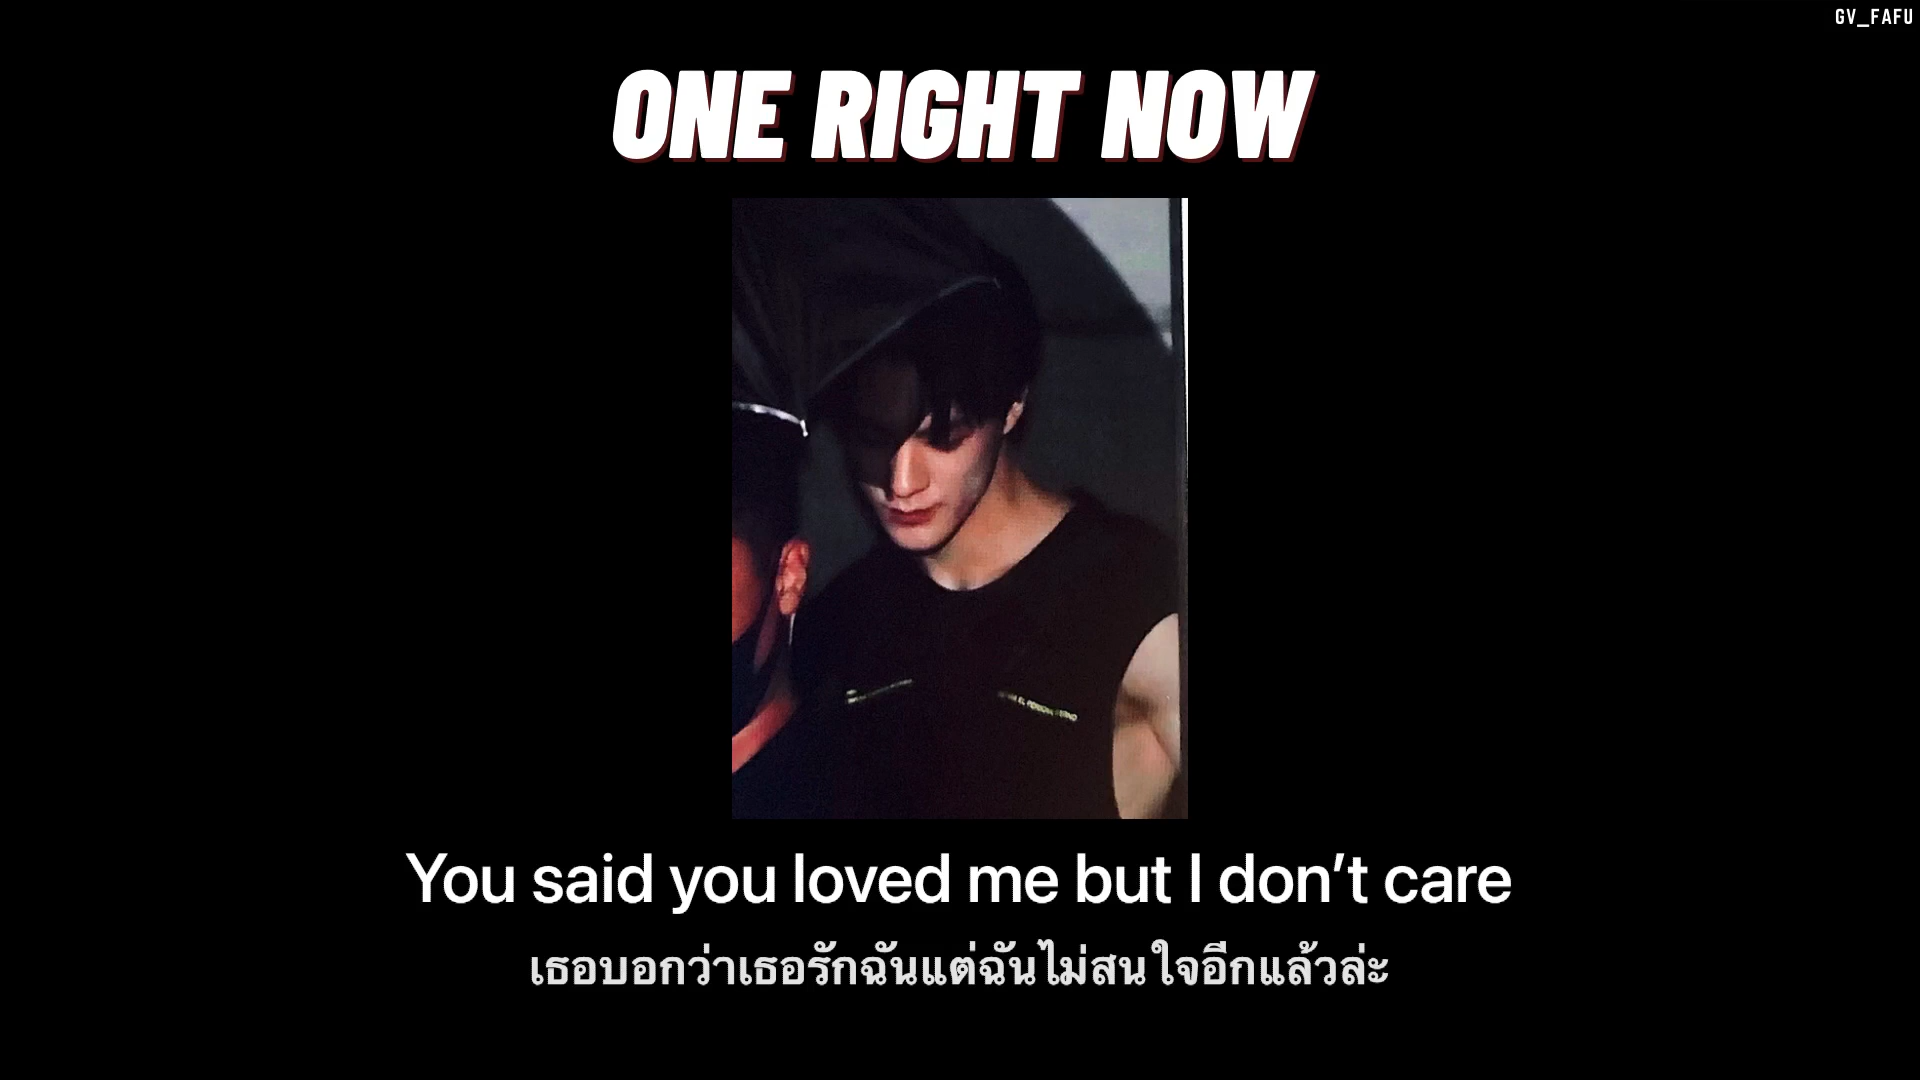 GV_FAFU
ONE RIGHT NOW
You said you loved me but I don’t care
เธอบอกว่าเธอรักฉันแต่ฉันไม่สนใจอีกแล้วล่ะ